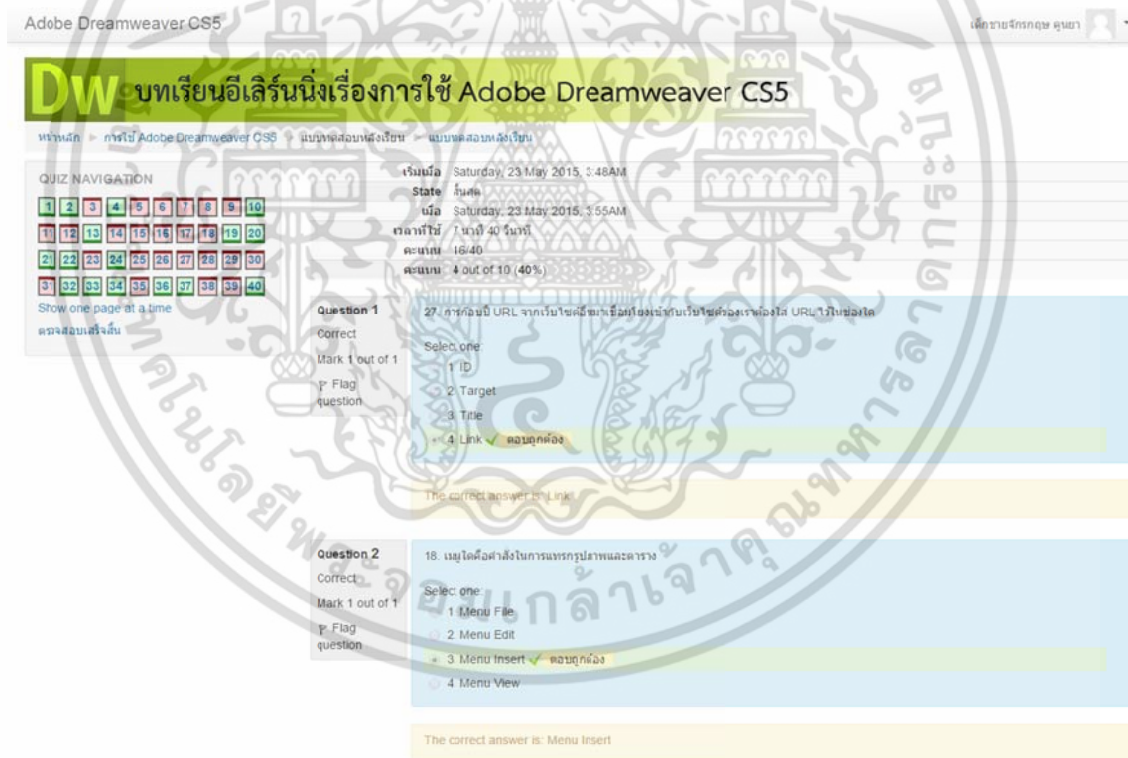 Adobe Dreamweaver CS5
เด็กชายจักรกฤษ คุนยา
Dw บทเรียนอีเลิร์นนิ่งเรื่องการใช้ Adobe Dreamweaver CS5
หน้าหลัก ► การใช้ Adobe Dreamweaver CS5 ► แบบทดสอบหลังเรียน ► แบบทดสอบหลังเรียน
QUIZ NAVIGATION
1 2 3 4 5 6 7 8 9 10
11 12 13 14 15 16 17 18 19 20
21 22 23 24 25 26 27 28 29 30
31 32 33 34 35 36 37 38 39 40
Show one page at a time
ตรวจสอบเสร็จสิ้น
เริ่มเมื่อ Saturday, 23 May 2015, 3:48AM
State สิ้นสุด
เมื่อ Saturday, 23 May 2015, 3:55AM
เวลาที่ใช้ นาที 40 วินาที
คะแนน 16/40
คะแนน 4 out of 10 (40%)
Question 1
Correct
Mark 1 out of 1
Flag question
27. การก๊อบปี้ URL จากเว็บไซต์อื่นมาเชื่อมโยงเข้ากับเว็บไซต์ของเราต้องใส่ URL ไว้ในช่องใด
Select one:
1 ID
2 Target
3 Title
4 Link ตอบถูกต้อง
The correct answer is: Link
Question 2
Correct
Mark 1 out of 1
Flag question
18. เมนูใดคือคำสั่งในการแทรกรูปภาพและตาราง
Select one:
1 Menu File
2 Menu Edit
3 Menu Insert ตอบถูกต้อง
4 Menu View
The correct answer is: Menu Insert